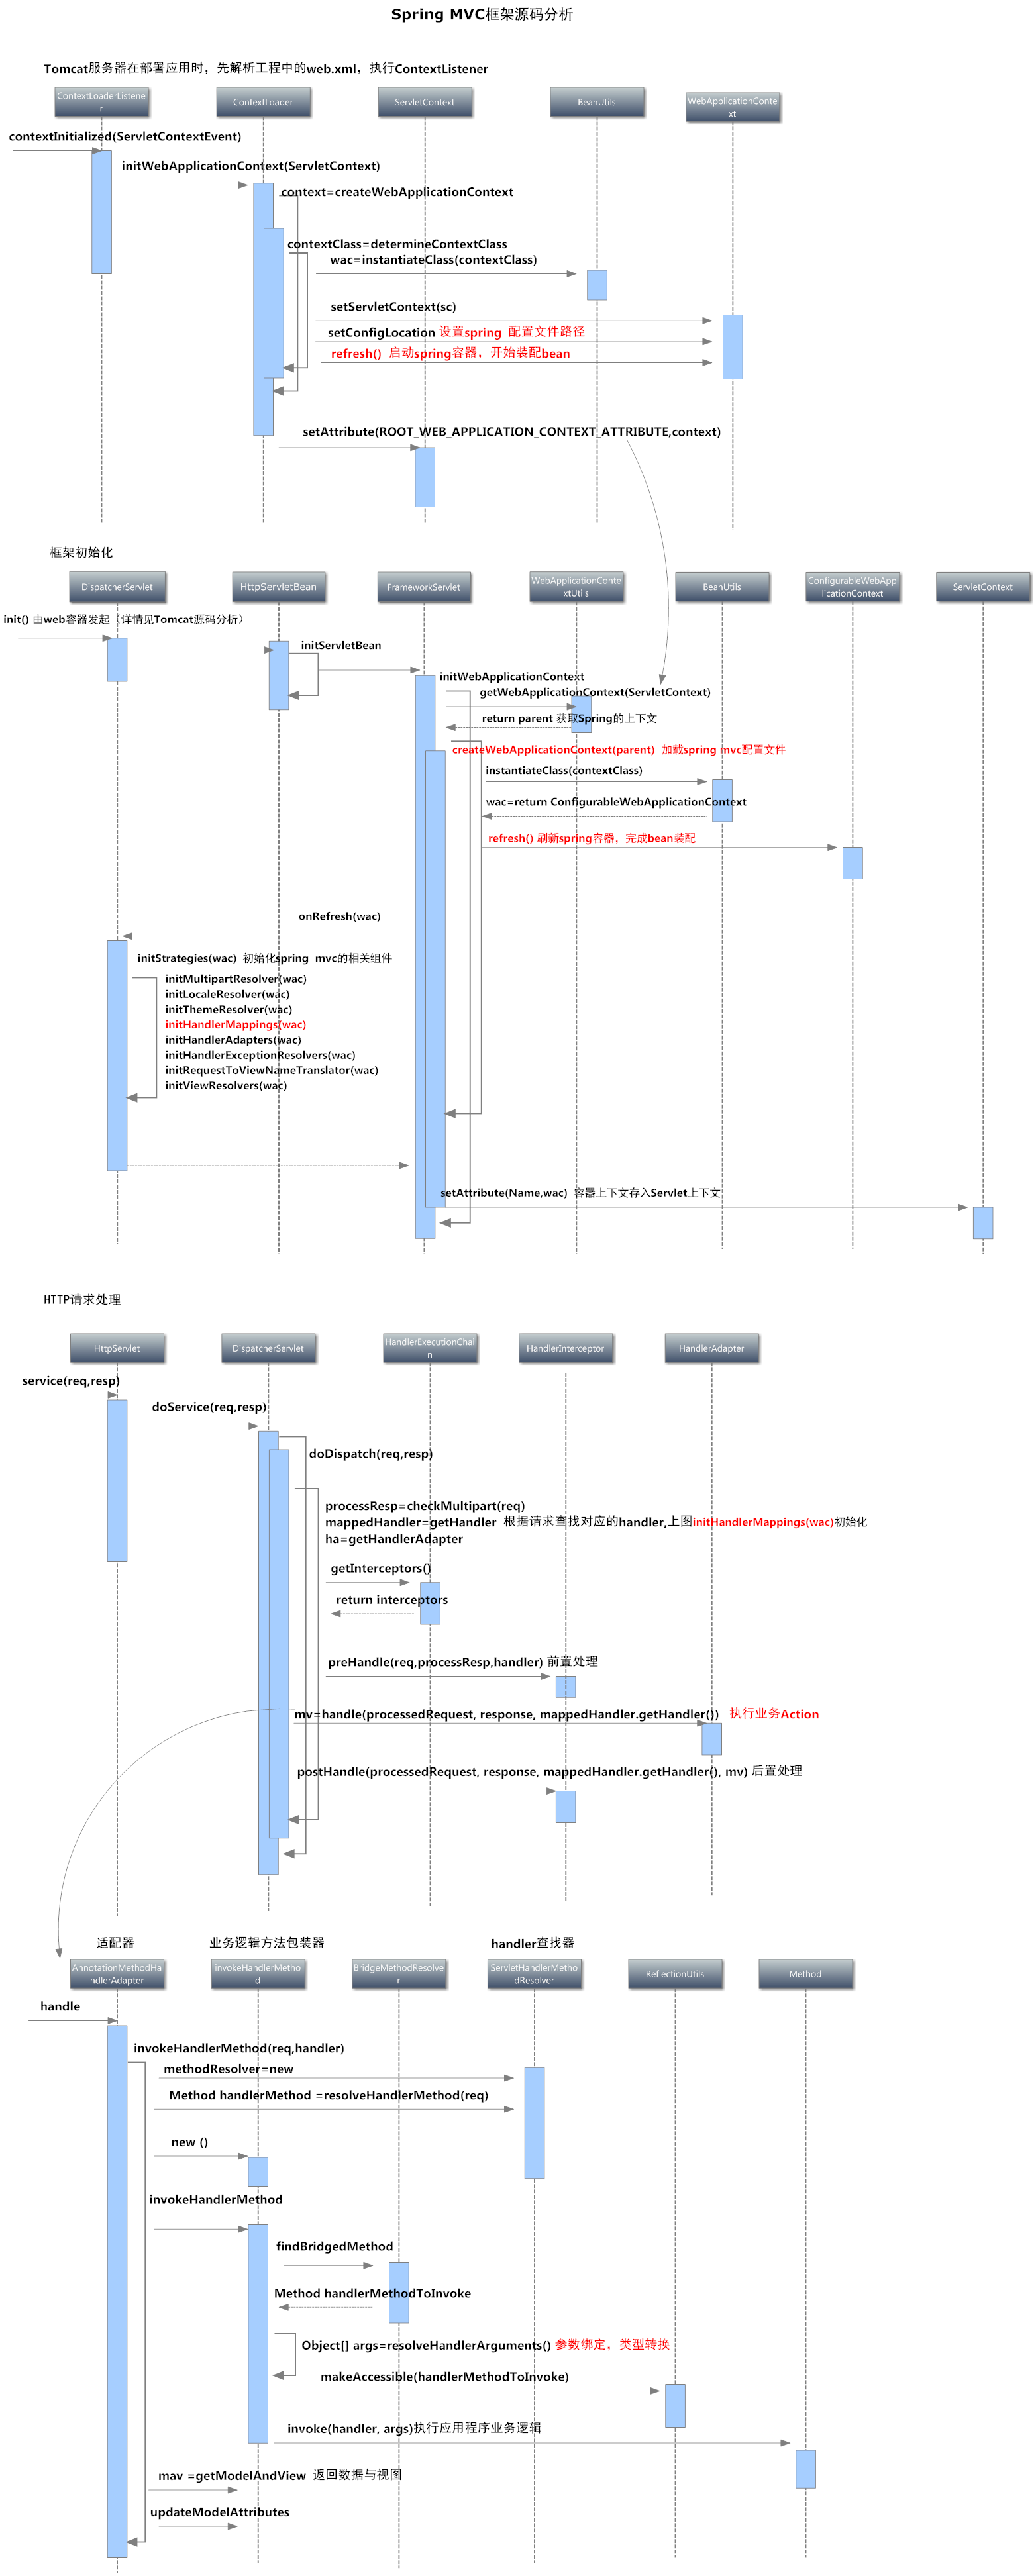 Spring MVC框架源码分析
Tomcat服务器在部署应用时，先解析工程中的web.xml，执行ContextListener
ContextLoaderListene
r
ContextLoader
ServletContext
BeanUtils
WebApplicationConte
xt
contextInitialized(ServletContextEvent)
initWebApplicationContext(ServletContext)
context=createWebApplicationContext
contextClass=determineContextClass
wac=instantiateClass(contextClass)
setServletContext(sc)
setConfigLocation 设置spring 配置文件路径
refresh() 启动spring容器，开始装配bean
setAttribute(ROOT_WEB_APPLICATION_CONTEXT_ATTRIBUTE,context)
框架初始化
DispatcherServlet
HttpServletBean
FrameworkServlet
WebApplicationConte
xtUtils
BeanUtils
ConfigurableWebApp
licationContext
ServletContext
init() 由web容器发起（详情见Tomcat源码分析）
initServletBean
initWebApplicationContext
getWebApplicationContext(ServletContext)
return parent 获取Spring的上下文
createWebApplicationContext(parent) 加载spring mvc配置文件
instantiateClass(contextClass)
wac=return ConfigurableWebApplicationContext
refresh() 刷新spring容器，完成bean装配
onRefresh(wac)
initStrategies(wac) 初始化spring mvc的相关组件
initMultipartResolver(wac)
initLocaleResolver(wac)
initThemeResolver(wac)
initHandlerMappings(wac)
initHandlerAdapters(wac)
initHandlerExceptionResolvers(wac)
initRequestToViewNameTranslator(wac)
initViewResolvers(wac)
setAttribute(Name,wac) 容器上下文存入Servlet上下文
HTTP请求处理
HttpServlet
DispatcherServlet
HandlerExecutionChai
n
HandlerInterceptor
HandlerAdapter
service(req,resp)
doService(req,resp)
doDispatch(req,resp)
processResp=checkMultipart(req)
mappedHandler=getHandler 根据请求查找对应的handler,上图initHandlerMappings(wac)初始化
ha=getHandlerAdapter
getInterceptors()
return interceptors
preHandle(req,processResp,handler) 前置处理
mv=handle(processedRequest, response, mappedHandler.getHandler()) 执行业务Action
postHandle(processedRequest, response, mappedHandler.getHandler(), mv) 后置处理
适配器
业务逻辑方法包装器
handler查找器
AnnotationMethodHa
ndlerAdapter
invokeHandlerMetho
d
BridgeMethodResolve
r
ServletHandlerMetho
dResolver
ReflectionUtils
Method
handle
invokeHandlerMethod(req,handler)
methodResolver=new
Method handlerMethod =resolveHandlerMethod(req)
new ()
invokeHandlerMethod
findBridgedMethod
Method handlerMethodToInvoke
Object[] args=resolveHandlerArguments() 参数绑定，类型转换
makeAccessible(handlerMethodToInvoke)
invoke(handler, args)执行应用程序业务逻辑
mav =getModelAndView 返回数据与视图
updateModelAttributes